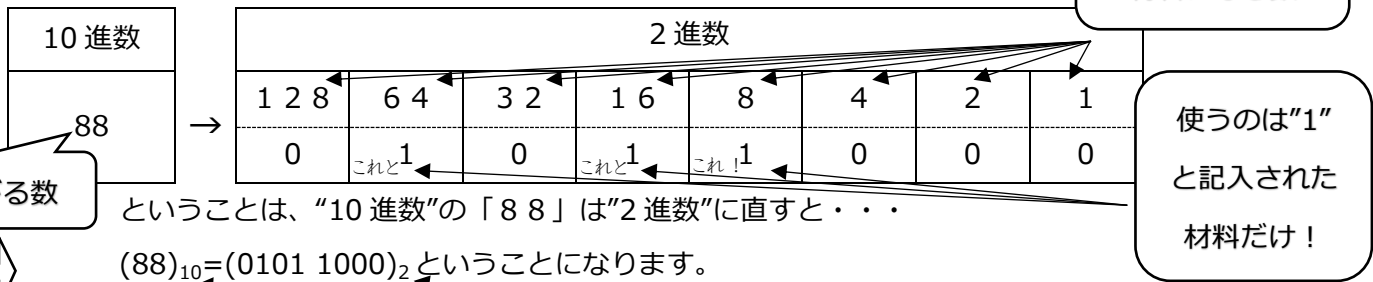 10 進数
2 進数
88
→
１２８ ６４ ３２ １６ ８ ４ ２ １
0 これと1 0 これと1 これ！1 0 0 0
使うのは”1”
と記入された
材料だけ！
る数
ということは、“10 進数”の「８８」は”2 進数”に直すと・・・
(88)₁₀=(0101 1000)₂ということになります。